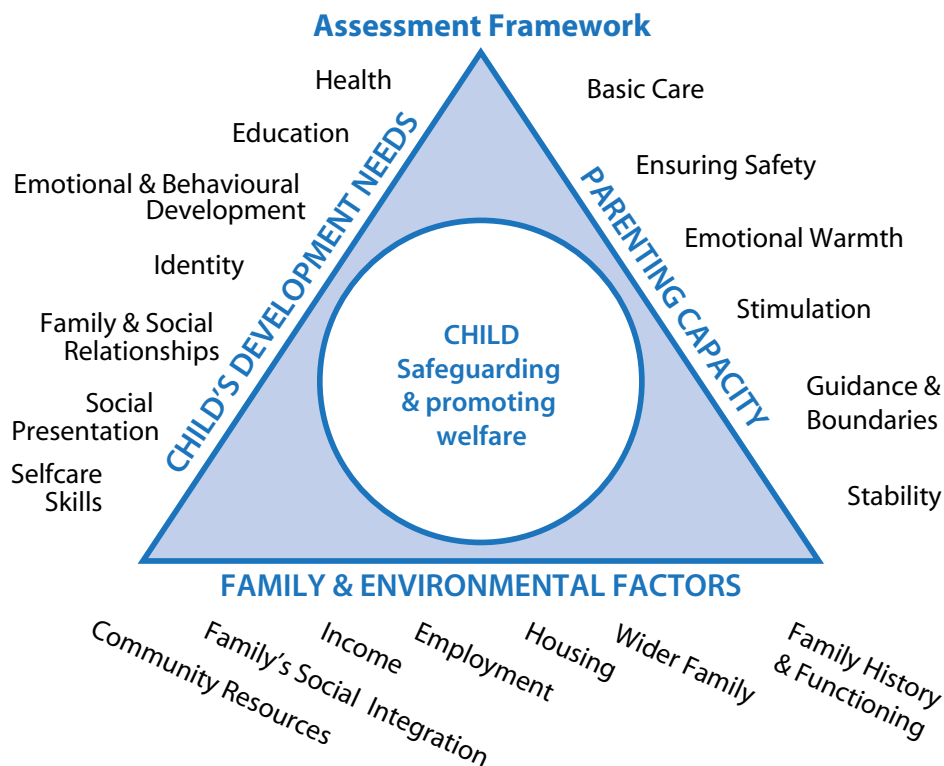 Assessment Framework
Health
Education
Emotional & Behavioural
Development
Identity
Family & Social
Relationships
Social
Presentation
Selfcare
Skills
CHILD'S DEVELOPMENT NEEDS
CHILD
Safeguarding
& promoting
welfare
PARENTING CAPACITY
Basic Care
Ensuring Safety
Emotional Warmth
Stimulation
Guidance &
Boundaries
Stability
FAMILY & ENVIRONMENTAL FACTORS
Community Resources
Family's Social Integration
Income
Employment
Housing
Wider Family
Family History
& Functioning